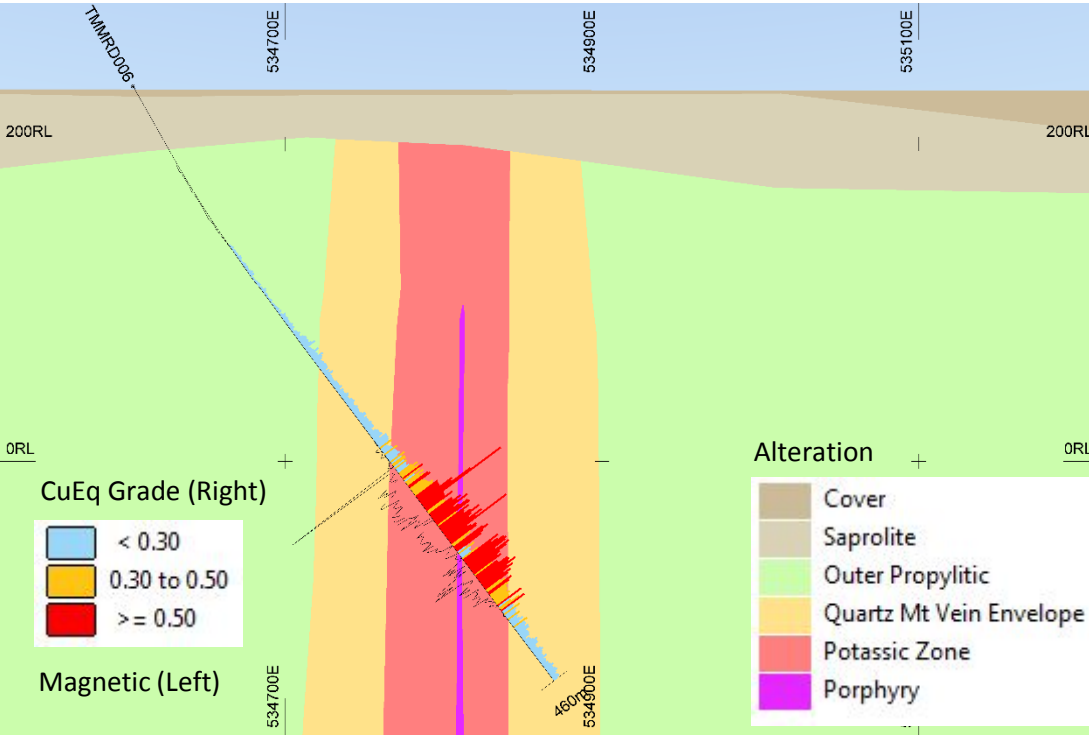 TMMRD006
534700E
534900E
535100E
200RL
200RL
0RL
0RL
CuEq Grade (Right)
< 0.30
0.30 to 0.50
>= 0.50
Magnetic (Left)
Alteration
Cover
Saprolite
Outer Propylitic
Quartz Mt Vein Envelope
Potassic Zone
Porphyry
534700E
460m
534900E